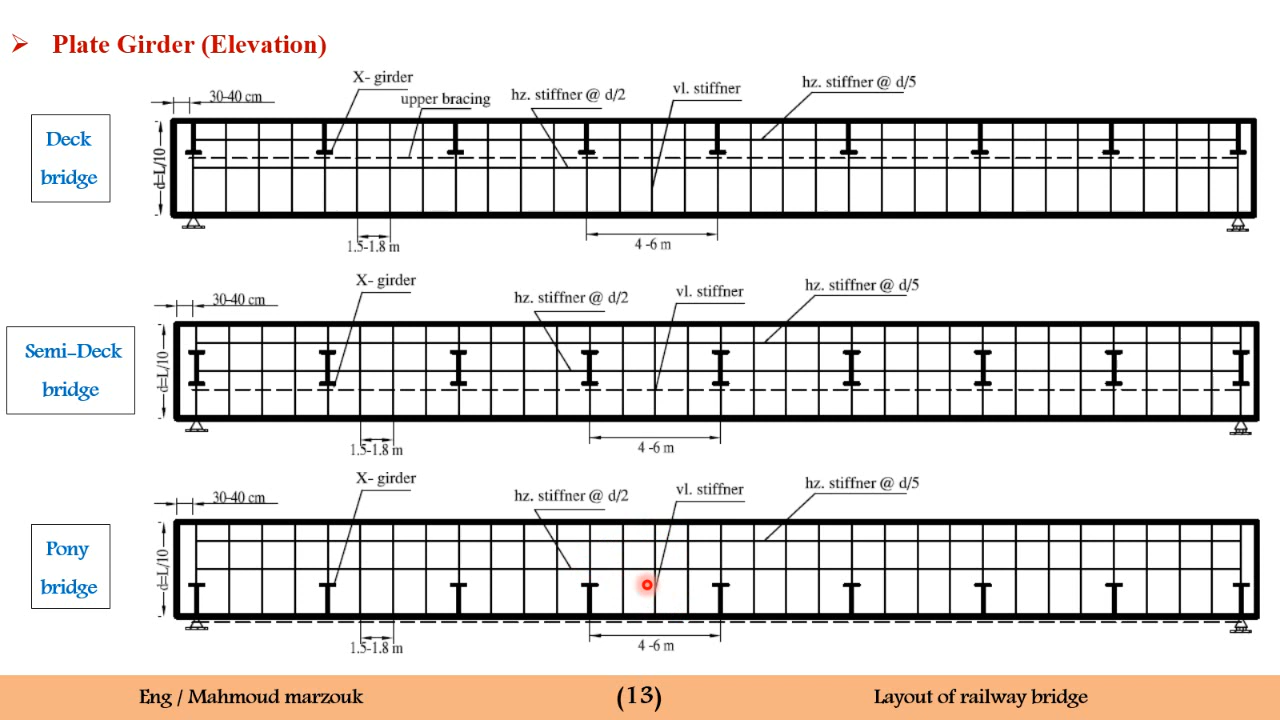 ➢ Plate Girder (Elevation)
Deck
bridge
30-40 cm
X- girder
upper bracing
hz. stiffner @ d/2
vl. stiffner
hz. stiffner @ d/5
d=L/10
1.5-1.8 m
4 -6 m
Semi-Deck
bridge
30-40 cm
X- girder
hz. stiffner @ d/2
vl. stiffner
hz. stiffner @ d/5
d=L/10
1.5-1.8 m
4 -6 m
Pony
bridge
30-40 cm
X- girder
hz. stiffner @ d/2
vl. stiffner
hz. stiffner @ d/5
d=L/10
1.5-1.8 m
4 -6 m
Eng / Mahmoud marzouk
(13)
Layout of railway bridge